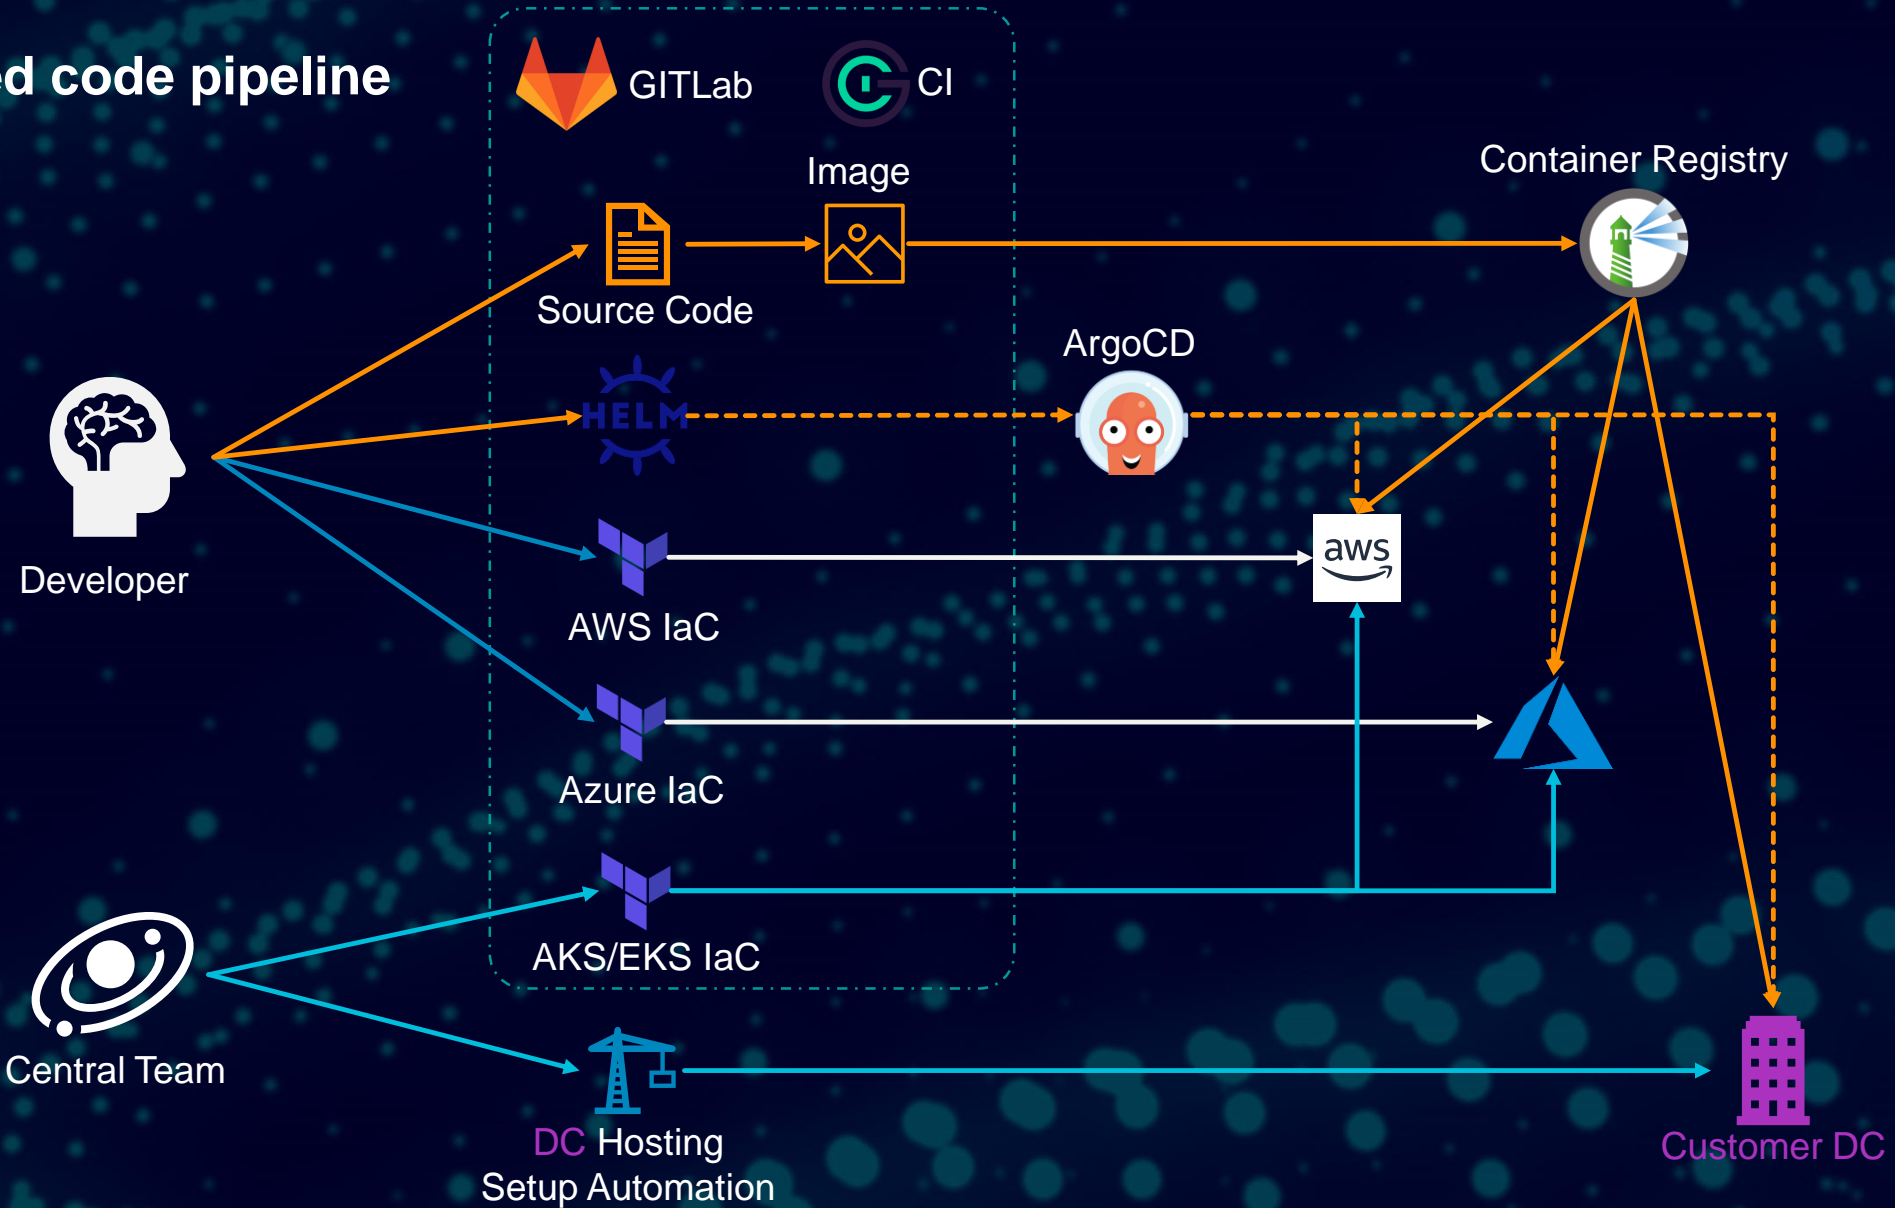 ed code pipeline
GITLab
CI
Image
Container Registry
Source Code
ArgoCD
HELM
aws
Developer
AWS IaC
Azure IaC
AKS/EKS IaC
Central Team
DC Hosting
Setup Automation
Customer DC